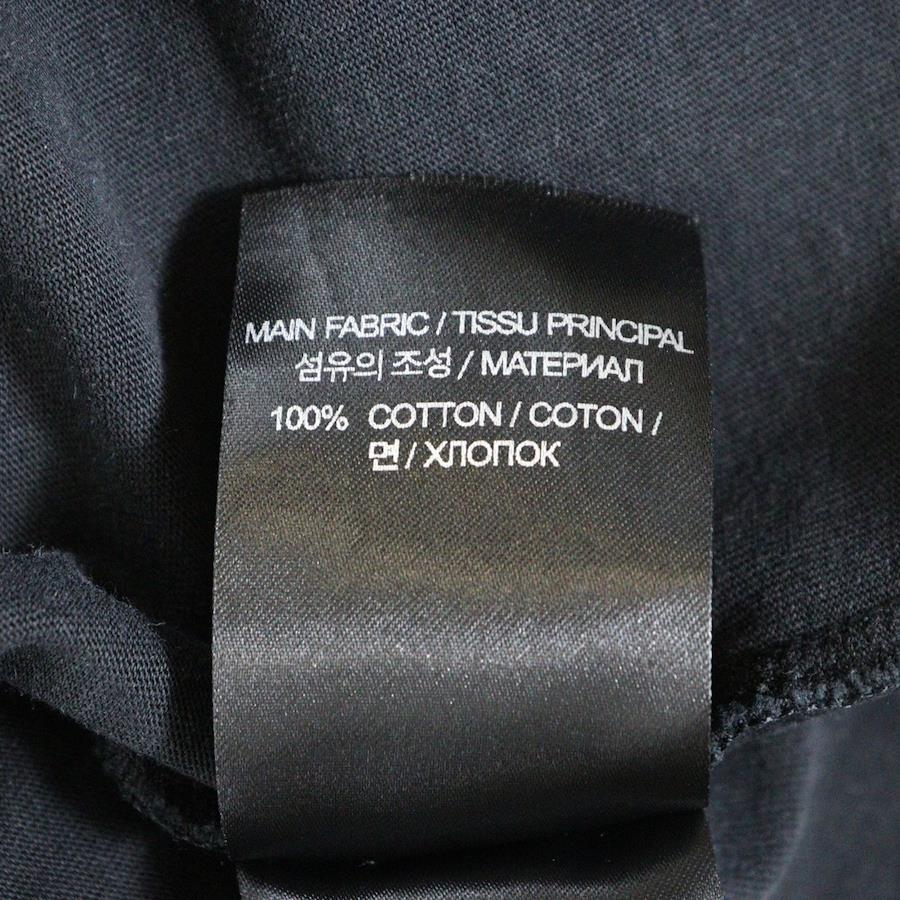 MAIN FABRIC / TISSU PRINCIPAL
섬유의 조성 / МАТЕРИАЛ
100% COTTON / COTON /
면 / ХЛОПОК